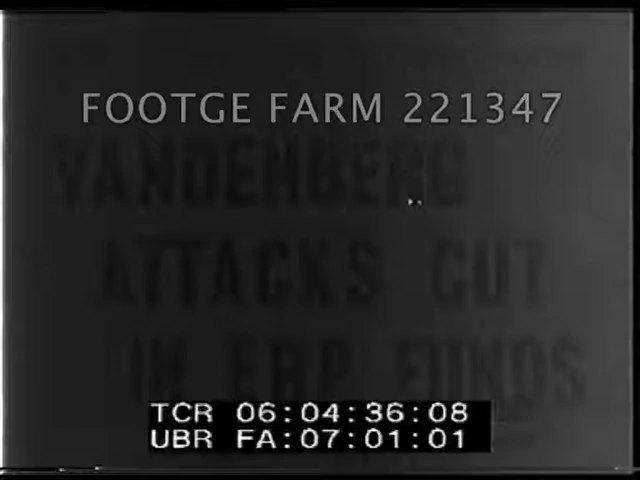 FOOTGE FARM 221347
VANDENBERG
ATTACKS CUT
IN ERP FUNDS
TCR 06:04:36:08
UBR FA:07:01:01